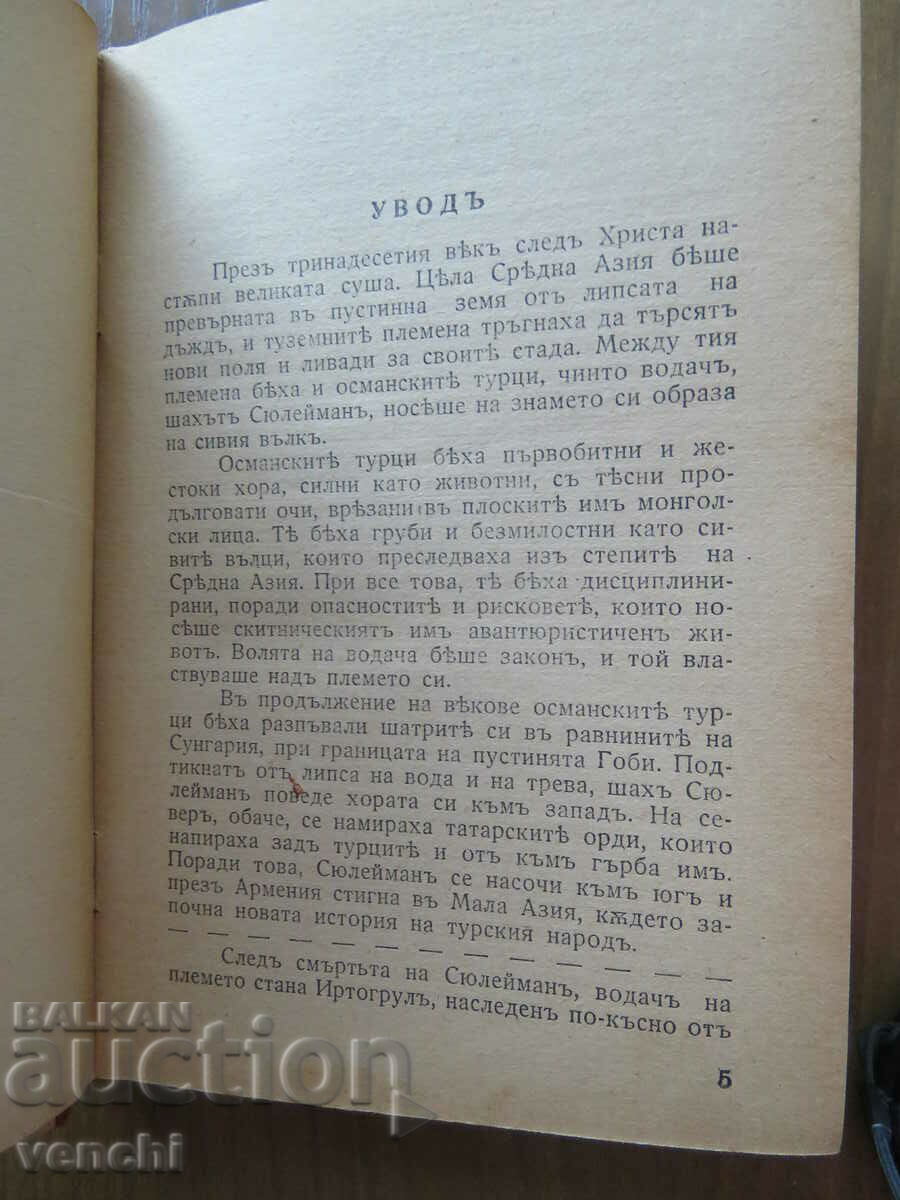 УВОДЪ
Презъ тринадесетия вѣкъ следъ Христа на-
стѫпи великата суша. Цѣла Срѣдна Азия бѣше
превърната въ пустинна земя отъ липсата на
дъждъ, и туземнитѣ племена тръгнаха да търсятъ
нови поля и ливади за своитѣ стада. Между тия
племена бѣха и османскитѣ турци, чиито водачъ,
шахътъ Сюлейманъ, носѣше на знамето си образа
на сивия вълкъ.
Османскитѣ турци бѣха първобитни и же-
стоки хора, силни като животни, съ тѣсни про-
дълговати очи, врѣзани въ плоскитѣ имъ монгол-
ски лица. Тѣ бѣха груби и безмилостни като си-
витѣ вълци, които преследваха изъ степитѣ на
Срѣдна Азия. При все това, тѣ бѣха дисциплини-
рани, поради опасноститѣ и рисковетѣ, които но-
сѣше скитническиятъ имъ авантюристиченъ жи-
вотъ. Волята на водача бѣше законъ, и той вла-
ствуваше надъ племето си.
Въ продължение на вѣкове османскитѣ тур-
ци бѣха разпъвали шатритѣ си въ равнинитѣ на
Сунгария, при границата на пустинята Гоби. Под-
тикнатъ отъ липса на вода и на трева, шахъ Сю-
лейманъ поведе хората си къмъ западъ. На се-
веръ, обаче, се намираха татарскитѣ орди, които
напираха задъ турцитѣ и отъ къмъ гърба имъ.
Поради това, Сюлейманъ се насочи къмъ югъ и
презъ Армения стигна въ Мала Азия, кѫдето за-
почна новата история на турския народъ.
— — — — — — — — — — — — — — —
Следъ смъртьта на Сюлейманъ, водачъ на
племето стана Иртогрулъ, наследенъ по-късно отъ
5
BALKAN
auction
venchi